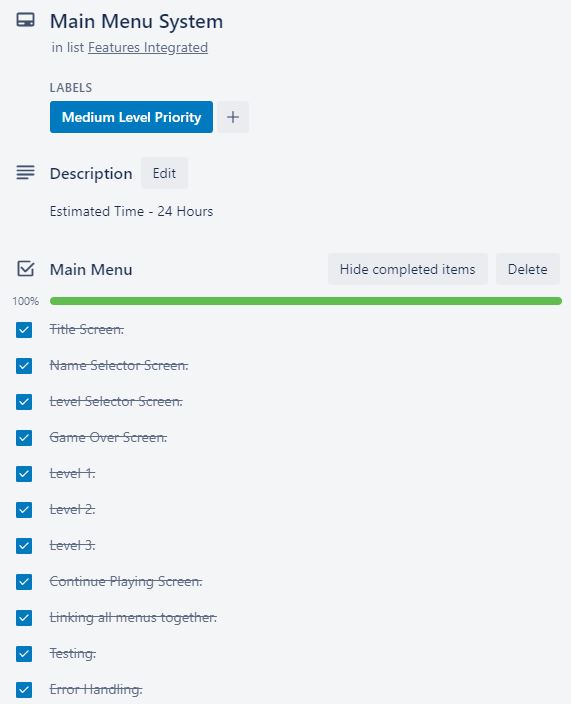 Main Menu System
in list Features Integrated
LABELS
Medium Level Priority +
Description Edit
Estimated Time - 24 Hours
Main Menu Hide completed items Delete
100%
Title Screen.
Name Selector Screen.
Level Selector Screen.
Game Over Screen.
Level 1.
Level 2.
Level 3.
Continue Playing Screen.
Linking all menus together.
Testing.
Error Handling.